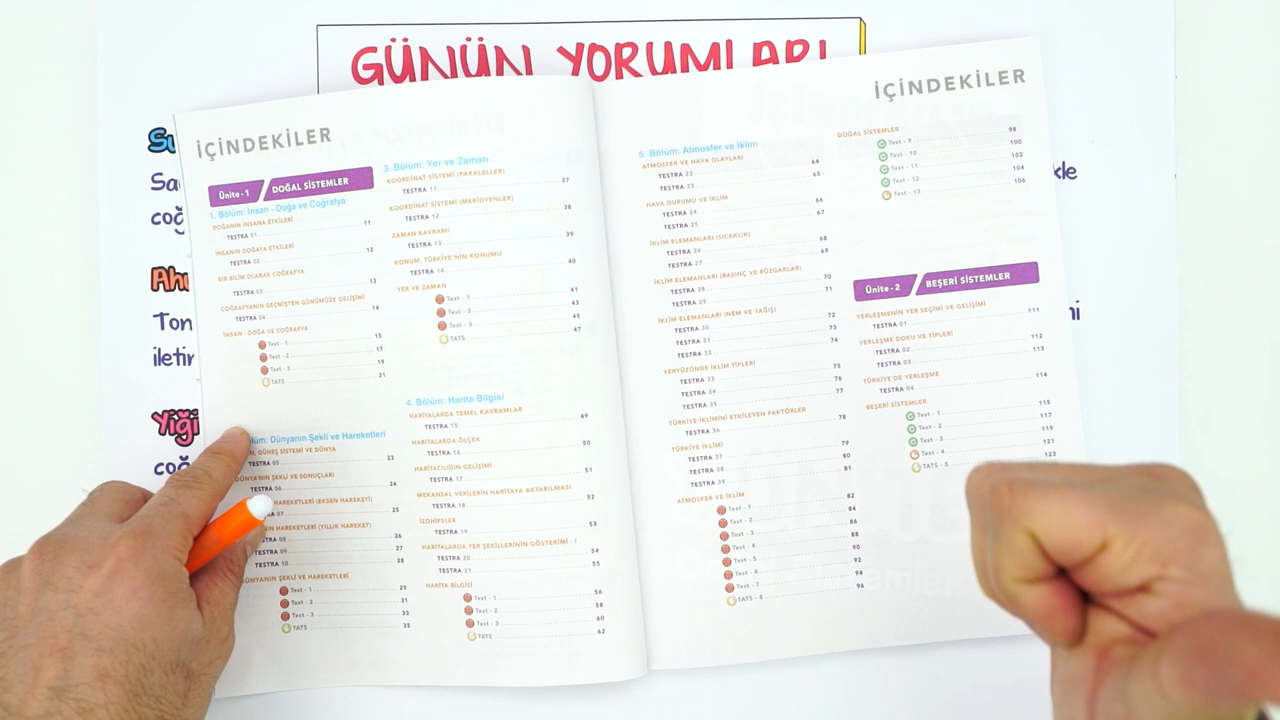 GÜNÜN YORUMLARI
İÇİNDEKİLER
Ünite - 1 DOĞAL SİSTEMLER
1. Bölüm: İnsan - Doğa ve Coğrafya
DOĞANIN İNSANA ETKİLERİ
TESTRA 01 11
İNSANIN DOĞAYA ETKİLERİ
TESTRA 02 12
BİR BİLİM OLARAK COĞRAFYA
TESTRA 03 13
COĞRAFYANIN GEÇMİŞTEN GÜNÜMÜZE GELİŞİMİ
TESTRA 04 14
İNSAN - DOĞA VE COĞRAFYA
Test - 1 15
Test - 2 17
Test - 3 19
TATS 21
Bölüm: Dünyanın Şekli ve Hareketleri
GÜNEŞ SİSTEMİ VE DÜNYA
TESTRA 05 23
DÜNYA'NIN ŞEKLİ VE SONUÇLARI
TESTRA 06 24
HAREKETLERİ (EKSEN HAREKETİ)
07 25
HAREKETLERİ (YILLIK HAREKET)
08 26
09 27
TESTRA 10 28
DÜNYANIN ŞEKLİ VE HAREKETLERİ
Test - 1 29
Test - 2 31
Test - 3 33
TATS 35
3. Bölüm: Yer ve Zaman
KOORDİNAT SİSTEMİ (PARALELLER)
TESTRA 11 37
KOORDİNAT SİSTEMİ (MERİDYENLER)
TESTRA 12 38
ZAMAN KAVRAMI
TESTRA 13 39
KONUM, TÜRKİYE'NİN KONUMU
TESTRA 14 40
YER VE ZAMAN
Test - 1 41
Test - 2 43
Test - 3 45
TATS 47
4. Bölüm: Harita Bilgisi
HARİTALARDA TEMEL KAVRAMLAR
TESTRA 15 49
HARİTALARDA ÖLÇEK
TESTRA 16 50
HARİTACILIĞIN GELİŞİMİ
TESTRA 17 51
MEKANSAL VERİLERİN HARİTAYA AKTARILMASI
TESTRA 18 52
İZOHİPSLER
TESTRA 19 53
HARİTALARDA YER ŞEKİLLERİNİN GÖSTERİMİ - I
TESTRA 20 54
TESTRA 21 55
HARİTA BİLGİSİ
Test - 1 56
Test - 2 58
Test - 3 60
TATS 62
İÇİNDEKİLER
5. Bölüm: Atmosfer ve İklim
ATMOSFER VE HAVA OLAYLARI
TESTRA 22 64
TESTRA 23 65
HAVA DURUMU VE İKLİM
TESTRA 24 66
TESTRA 25 67
İKLİM ELEMANLARI (SICAKLIK)
TESTRA 26 68
TESTRA 27 69
İKLİM ELEMANLARI (BASINÇ VE RÜZGARLAR)
TESTRA 28 70
TESTRA 29 71
İKLİM ELEMANLARI (NEM VE YAĞIŞ)
TESTRA 30 72
TESTRA 31 73
TESTRA 32 74
YERYÜZÜNDE İKLİM TİPLERİ
TESTRA 33 75
TESTRA 34 76
TESTRA 35 77
TÜRKİYE İKLİMİNİ ETKİLEYEN FAKTÖRLER
TESTRA 36 78
TÜRKİYE İKLİMİ
TESTRA 37 79
TESTRA 38 80
TESTRA 39 81
ATMOSFER VE İKLİM
Test - 1 82
Test - 2 84
Test - 3 86
Test - 4 88
Test - 5 90
Test - 6 92
Test - 7 94
TATS - 8 96
DOĞAL SİSTEMLER
Test - 9 98
Test - 10 100
Test - 11 102
Test - 12 104
Test - 13 106
Ünite - 2 BEŞERİ SİSTEMLER
YERLEŞMENİN YER SEÇİMİ VE GELİŞİMİ
TESTRA 01 111
YERLEŞME DOKU VE TİPLERİ
TESTRA 02 112
TESTRA 03 113
TÜRKİYE'DE YERLEŞME
TESTRA 04 114
BEŞERİ SİSTEMLER
Test - 1 115
Test - 2 117
Test - 3 119
Test - 4 121
TATS - 5 123